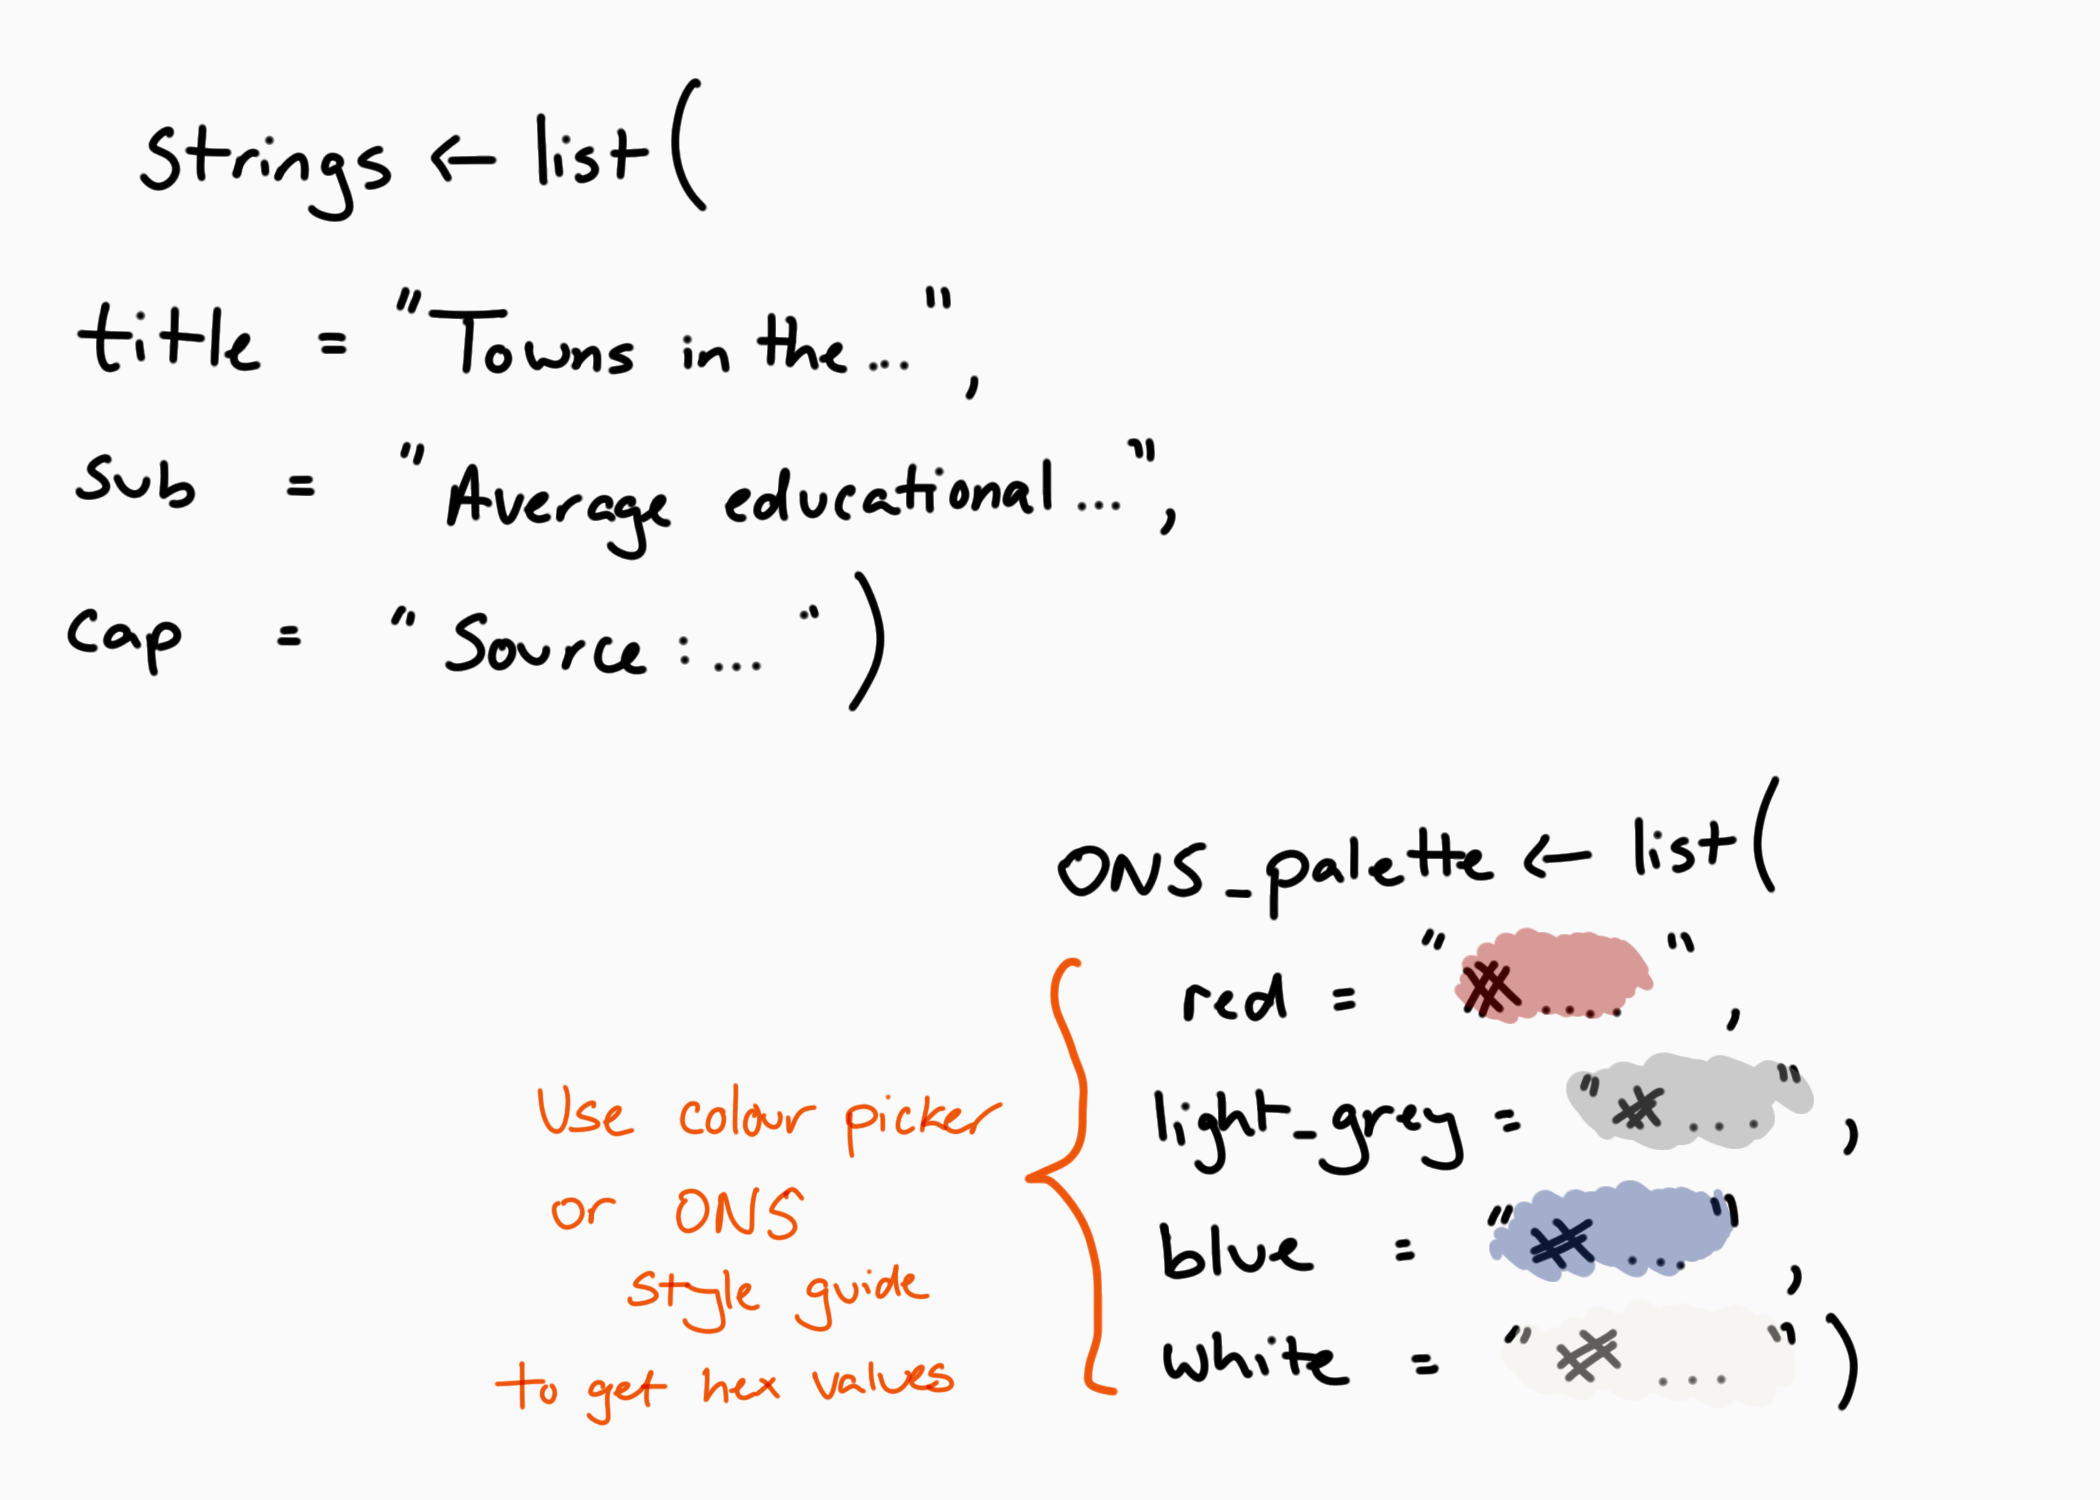 strings ← list(
title = "Towns in the... ",
sub = "Average educational...",
cap = "Source:... ")
ONS_palette ← list(
red = "#....",
light_grey = "#...",
blue = "#...",
white = "#...")
Use colour picker
or ONS
style guide
to get hex values